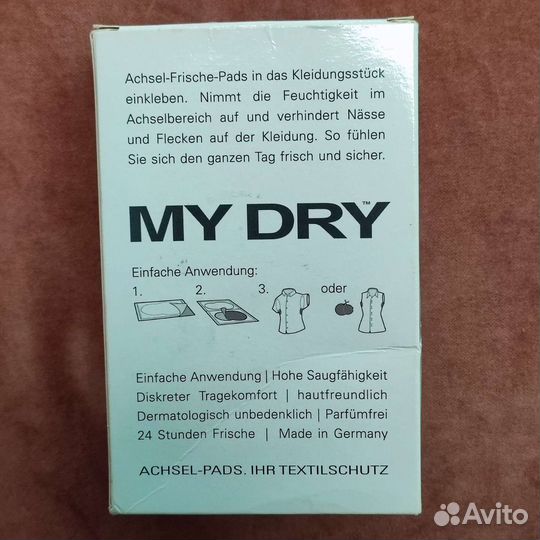 Achsel-Frische-Pads in das Kleidungsstück
einkleben. Nimmt die Feuchtigkeit im
Achselbereich auf und verhindert Nässe
und Flecken auf der Kleidung. So fühlen
Sie sich den ganzen Tag frisch und sicher.
MY DRY™
Einfache Anwendung:
1. 2. 3. oder
Einfache Anwendung | Hohe Saugfähigkeit
Diskreter Tragekomfort | hautfreundlich
Dermatologisch unbedenklich | Parfümfrei
24 Stunden Frische | Made in Germany
ACHSEL-PADS. IHR TEXTILSCHUTZ
Avito